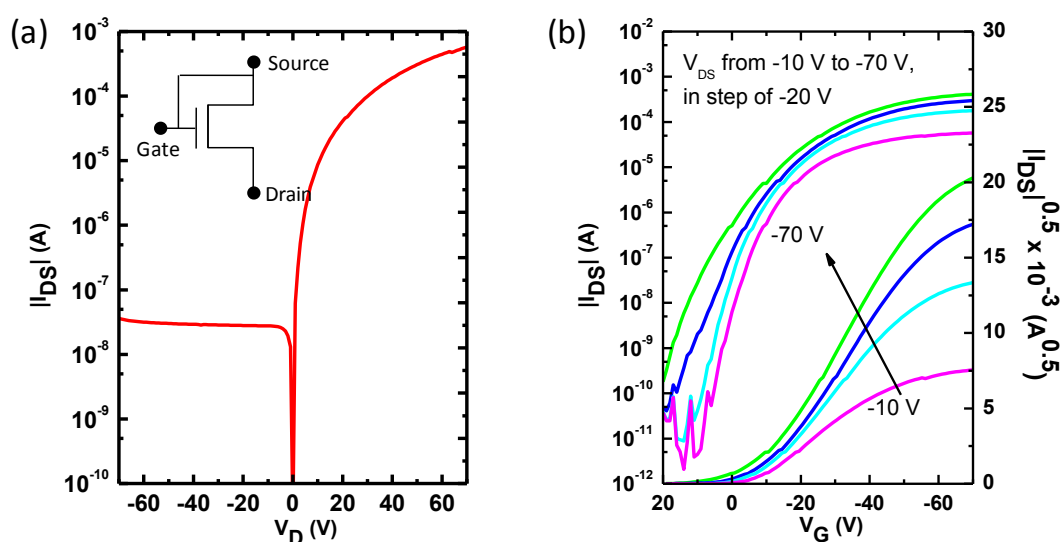 (a)
10^-3
10^-4
10^-5
10^-6
10^-7
10^-8
10^-9
10^-10
|I_DS| (A)
Source
Gate
Drain
-60 -40 -20 0 20 40 60
V_D (V)
(b)
10^-2
10^-3
10^-4
10^-5
10^-6
10^-7
10^-8
10^-9
10^-10
10^-11
10^-12
|I_DS| (A)
V_DS from -10 V to -70 V,
in step of -20 V
-70 V
-10 V
20 0 -20 -40 -60
V_G (V)
30
25
20
15
10
5
0
|I_DS|^0.5 x 10^-3 (A^0.5)